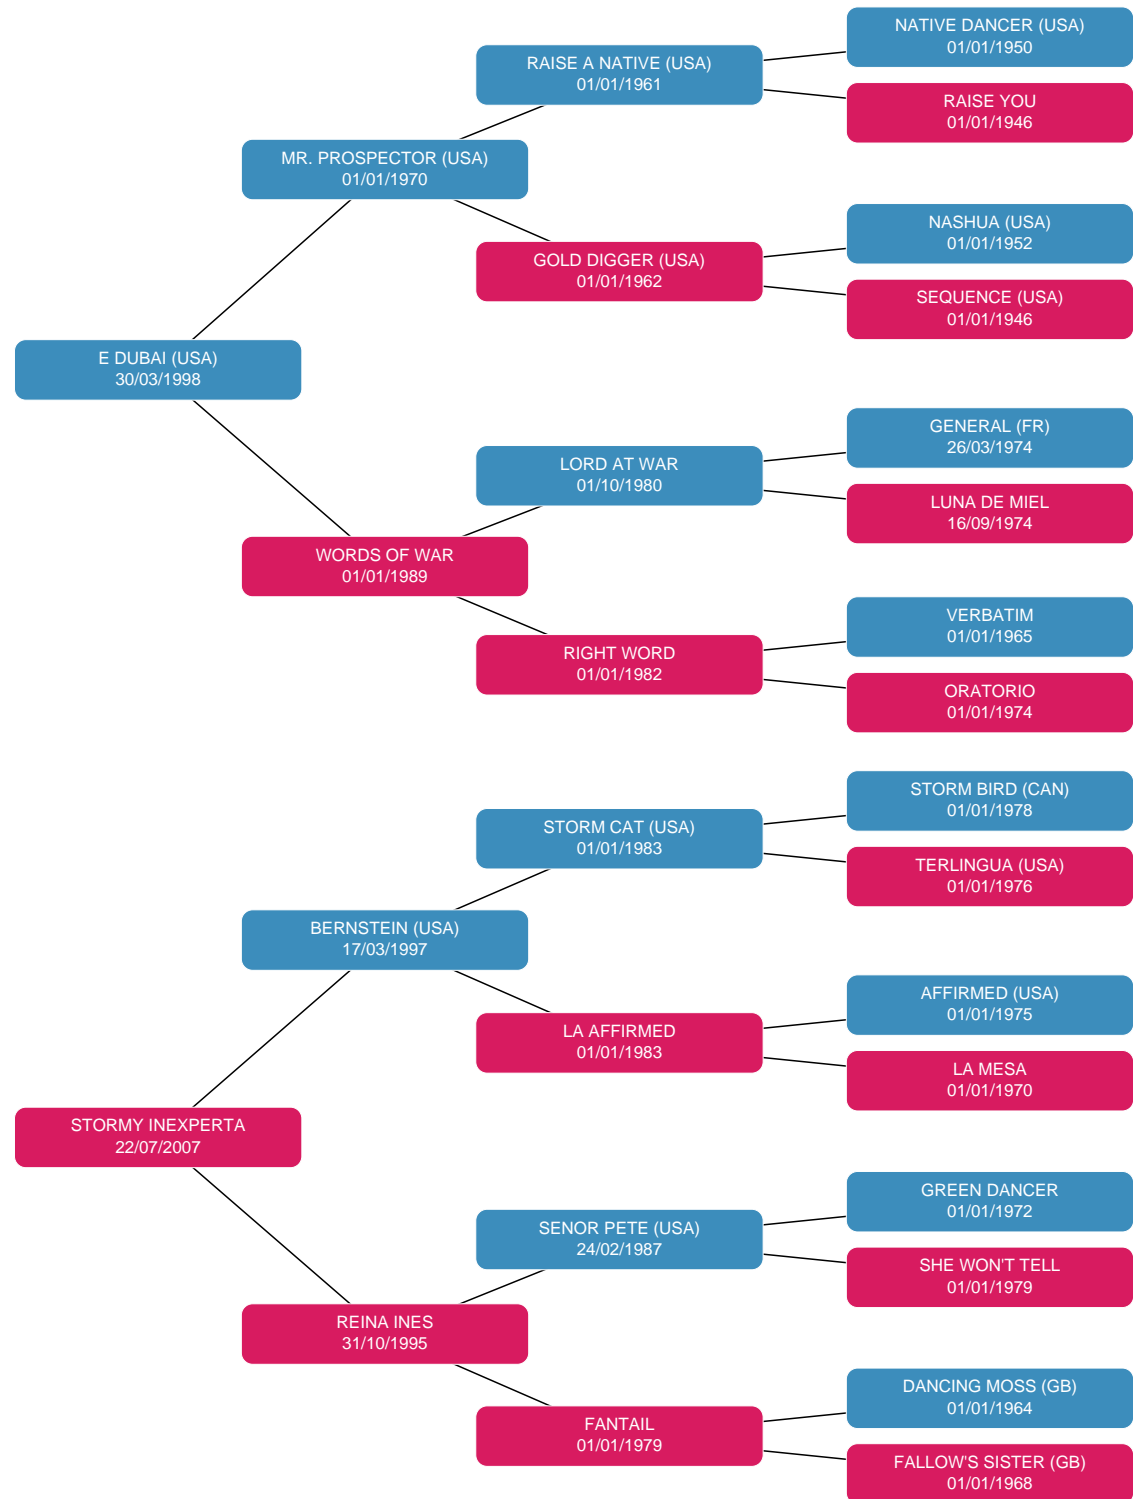 NATIVE DANCER (USA)
01/01/1950
RAISE A NATIVE (USA)
01/01/1961
RAISE YOU
01/01/1946
MR. PROSPECTOR (USA)
01/01/1970
NASHUA (USA)
01/01/1952
GOLD DIGGER (USA)
01/01/1962
SEQUENCE (USA)
01/01/1946
E DUBAI (USA)
30/03/1998
GENERAL (FR)
26/03/1974
LORD AT WAR
01/10/1980
LUNA DE MIEL
16/09/1974
WORDS OF WAR
01/01/1989
VERBATIM
01/01/1965
RIGHT WORD
01/01/1982
ORATORIO
01/01/1974
STORM BIRD (CAN)
01/01/1978
STORM CAT (USA)
01/01/1983
TERLINGUA (USA)
01/01/1976
BERNSTEIN (USA)
17/03/1997
AFFIRMED (USA)
01/01/1975
LA AFFIRMED
01/01/1983
LA MESA
01/01/1970
STORMY INEXPERTA
22/07/2007
GREEN DANCER
01/01/1972
SENOR PETE (USA)
24/02/1987
SHE WON'T TELL
01/01/1979
REINA INES
31/10/1995
DANCING MOSS (GB)
01/01/1964
FANTAIL
01/01/1979
FALLOW'S SISTER (GB)
01/01/1968